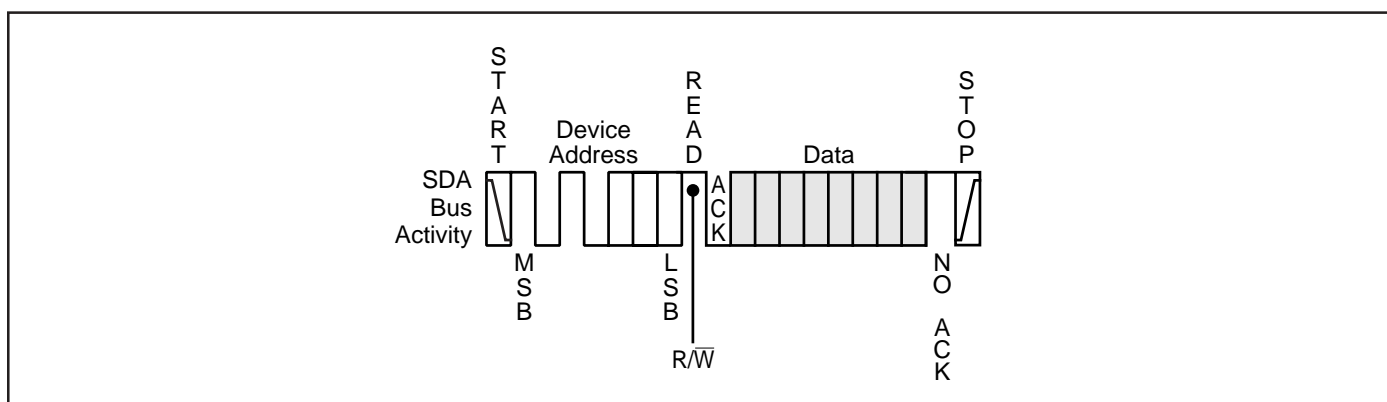 START
READ
STOP
Device
Address
Data
SDA
Bus
Activity
ACK
MSB
LSB
NO ACK
R/W̅